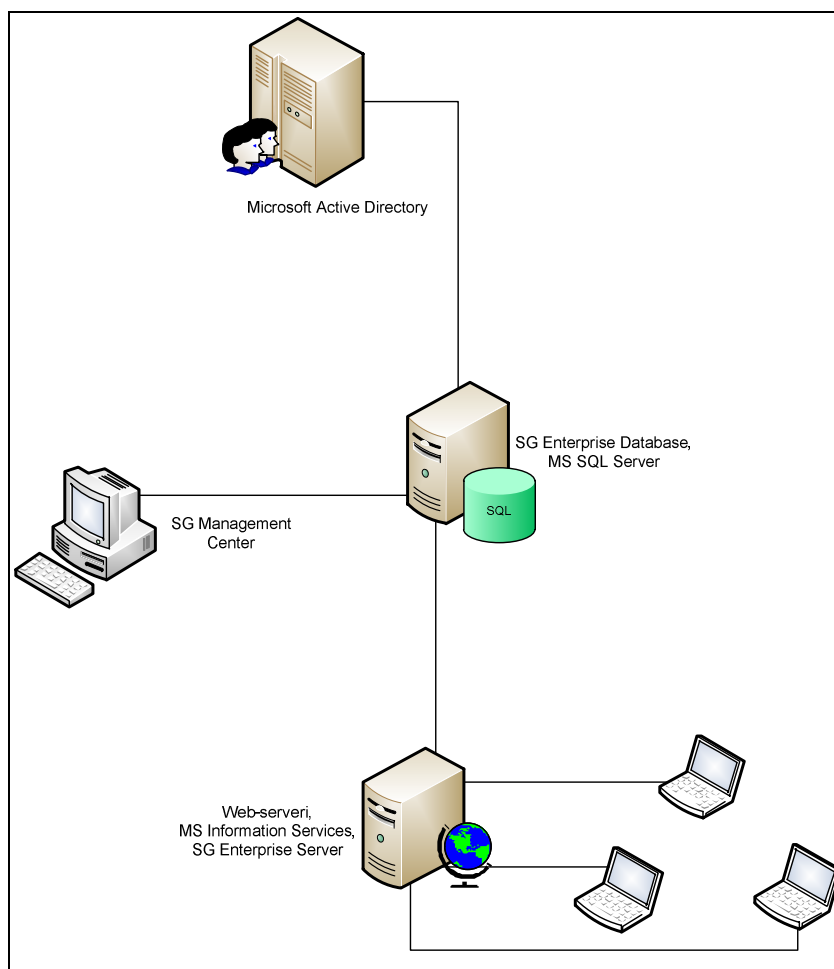 Microsoft Active Directory
SG Enterprise Database,
MS SQL Server
SQL
SG Management
Center
Web-serveri,
MS Information Services,
SG Enterprise Server